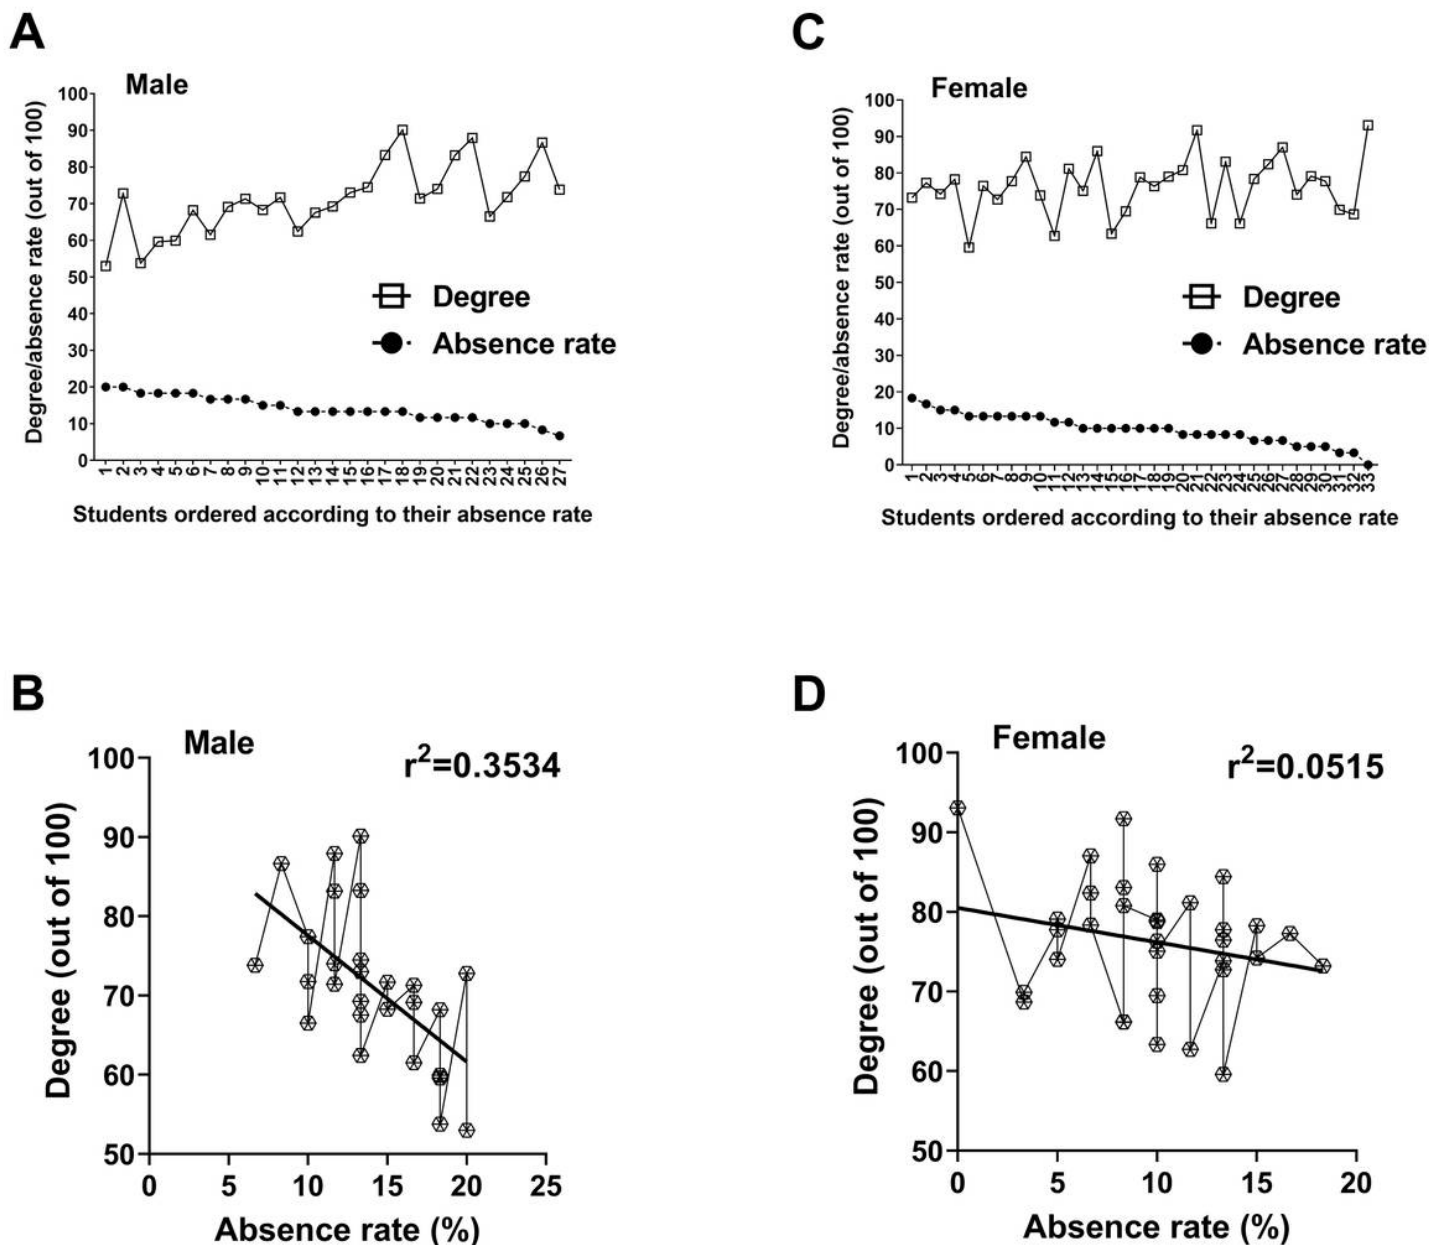 A
Male
Degree/absence rate (out of 100)
100
90
80
70
60
50
40
30
20
10
0
Degree
Absence rate
1 2 3 4 5 6 7 8 9 10 11 12 13 14 15 16 17 18 19 20 21 22 23 24 25 26 27
Students ordered according to their absence rate
C
Female
Degree/absence rate (out of 100)
100
90
80
70
60
50
40
30
20
10
0
Degree
Absence rate
1 2 3 4 5 6 7 8 9 10 11 12 13 14 15 16 17 18 19 20 21 22 23 24 25 26 27 28 29 30 31 32 33
Students ordered according to their absence rate
B
Male
r²=0.3534
Degree (out of 100)
100
90
80
70
60
50
0 5 10 15 20 25
Absence rate (%)
D
Female
r²=0.0515
Degree (out of 100)
100
90
80
70
60
50
0 5 10 15 20
Absence rate (%)